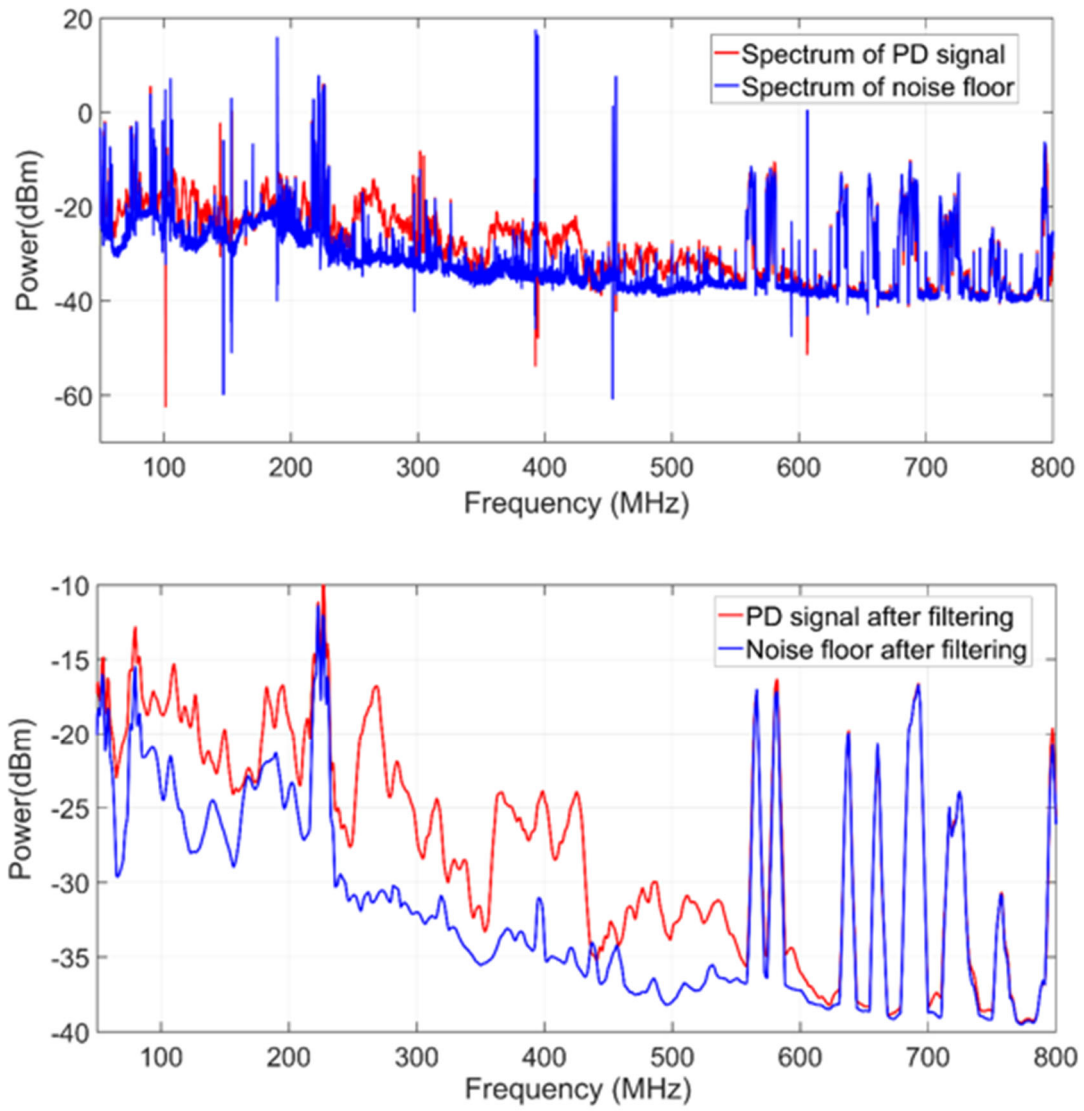 20
Spectrum of PD signal
Spectrum of noise floor
0
-20
-40
-60
Power(dBm)
100 200 300 400 500 600 700 800
Frequency (MHz)
-10
PD signal after filtering
Noise floor after filtering
-15
-20
-25
-30
-35
-40
Power(dBm)
100 200 300 400 500 600 700 800
Frequency (MHz)